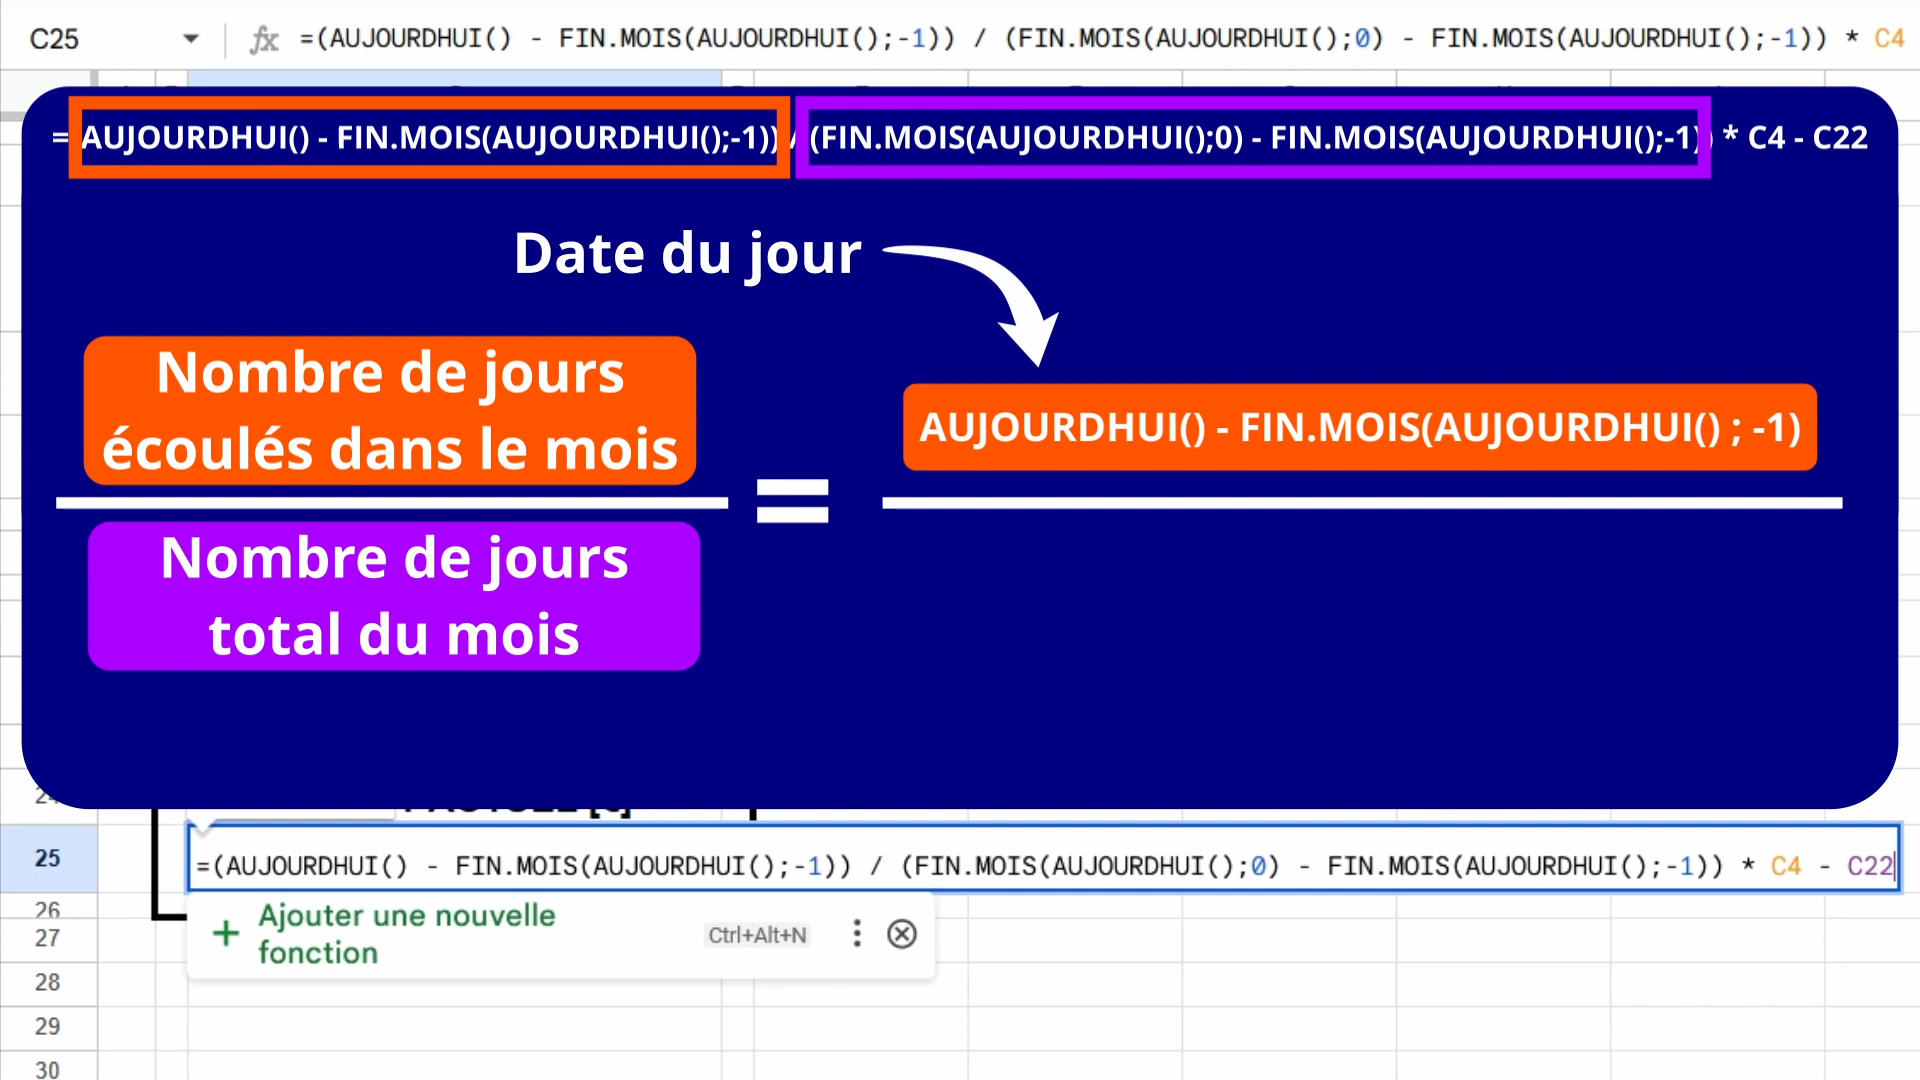 C25
fx =(AUJOURDHUI() - FIN.MOIS(AUJOURDHUI();-1)) / (FIN.MOIS(AUJOURDHUI();0) - FIN.MOIS(AUJOURDHUI();-1)) * C4
= AUJOURDHUI() - FIN.MOIS(AUJOURDHUI();-1)) / (FIN.MOIS(AUJOURDHUI();0) - FIN.MOIS(AUJOURDHUI();-1)) * C4 - C22
Date du jour
Nombre de jours
écoulés dans le mois
=
AUJOURDHUI() - FIN.MOIS(AUJOURDHUI() ; -1)
Nombre de jours
total du mois
25
=(AUJOURDHUI() - FIN.MOIS(AUJOURDHUI();-1)) / (FIN.MOIS(AUJOURDHUI();0) - FIN.MOIS(AUJOURDHUI();-1)) * C4 - C22
26
+ Ajouter une nouvelle
fonction
Ctrl+Alt+N
27
28
29
30